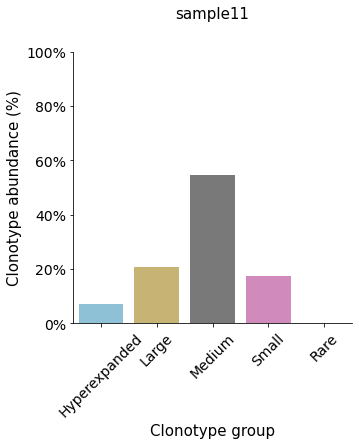 sample11
100%
80%
60%
40%
20%
0%
Clonotype abundance (%)
Hyperexpanded
Large
Medium
Small
Rare
Clonotype group